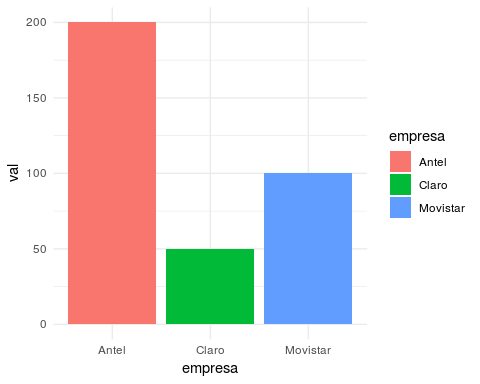 200
150
100
50
0
val
Antel
Claro
Movistar
empresa
empresa
Antel
Claro
Movistar